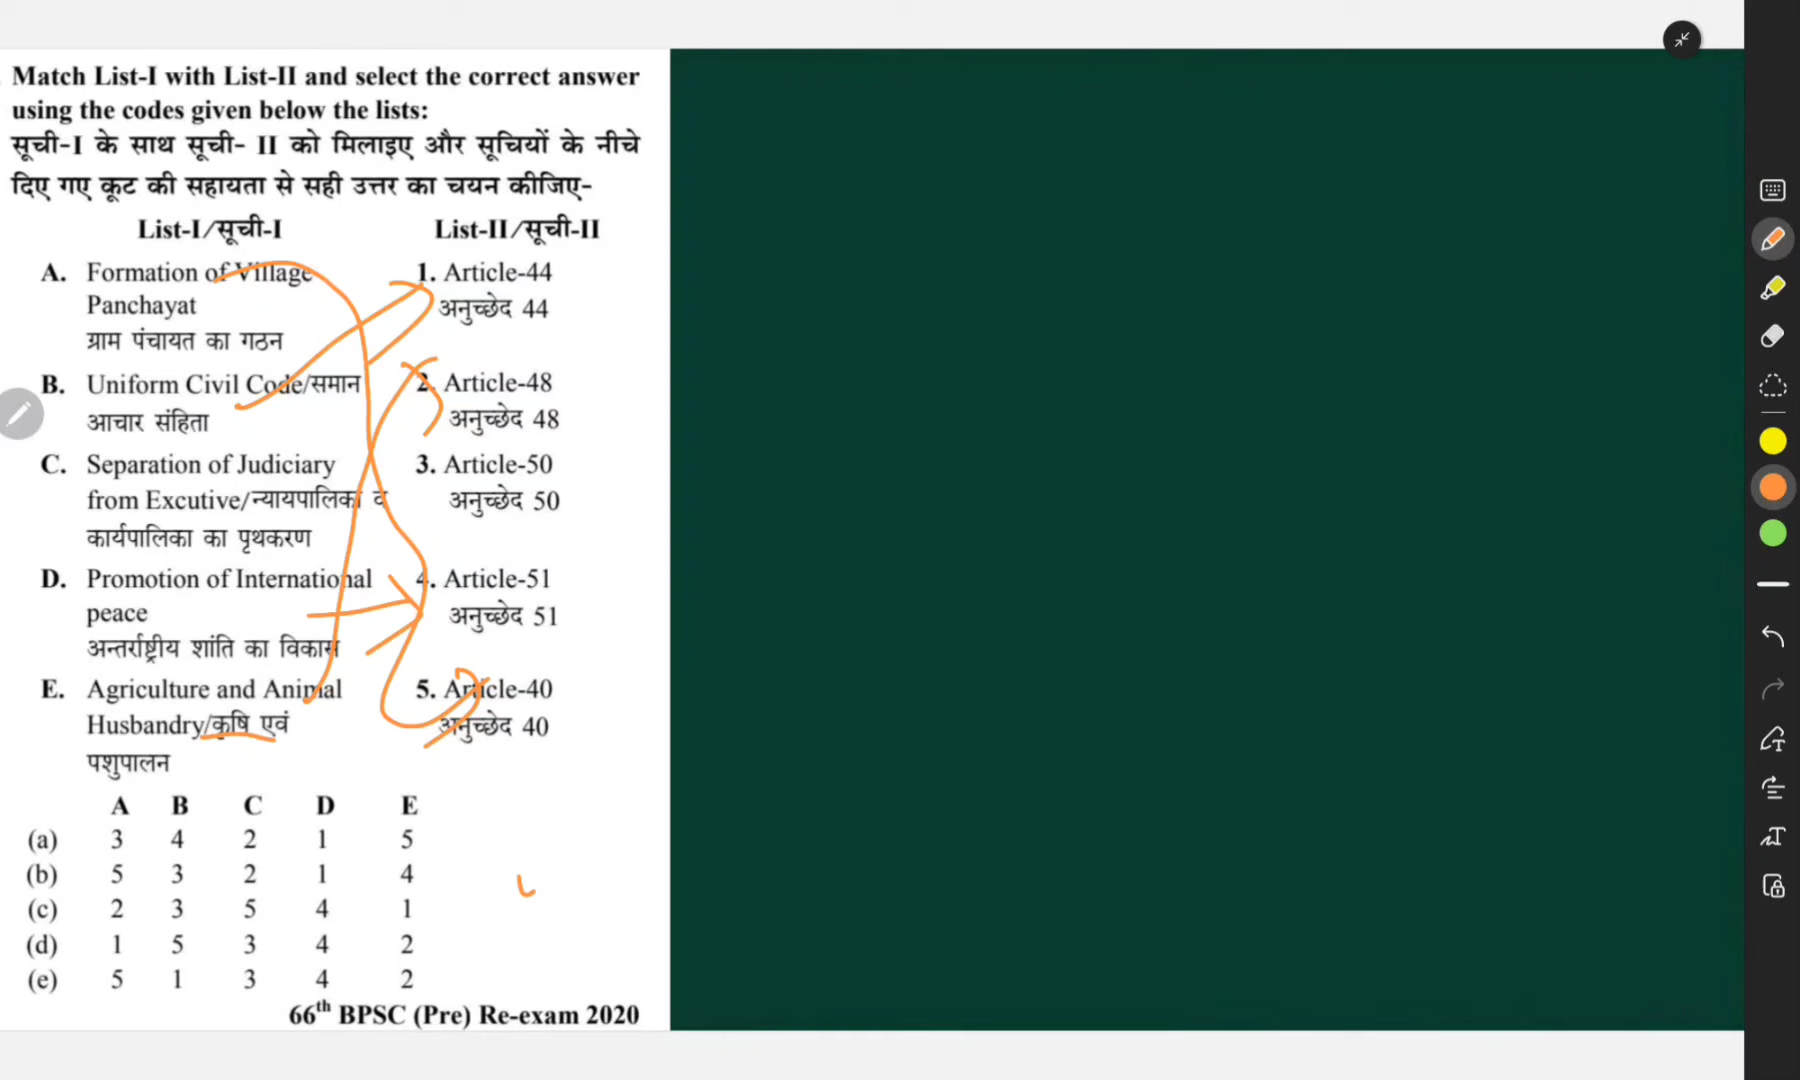 Match List-I with List-II and select the correct answer
using the codes given below the lists:
सूची-I के साथ सूची- II को मिलाइए और सूचियों के नीचे
दिए गए कूट की सहायता से सही उत्तर का चयन कीजिए-
List-I/सूची-I List-II/सूची-II
A. Formation of Village 1. Article-44
Panchayat अनुच्छेद 44
ग्राम पंचायत का गठन
B. Uniform Civil Code/समान 2. Article-48
आचार संहिता अनुच्छेद 48
C. Separation of Judiciary 3. Article-50
from Excutive/न्यायपालिका व अनुच्छेद 50
कार्यपालिका का पृथकरण
D. Promotion of International 4. Article-51
peace अनुच्छेद 51
अन्तर्राष्ट्रीय शांति का विकास
E. Agriculture and Animal 5. Article-40
Husbandry/कृषि एवं अनुच्छेद 40
पशुपालन
A B C D E
(a) 3 4 2 1 5
(b) 5 3 2 1 4
(c) 2 3 5 4 1
(d) 1 5 3 4 2
(e) 5 1 3 4 2
66th BPSC (Pre) Re-exam 2020